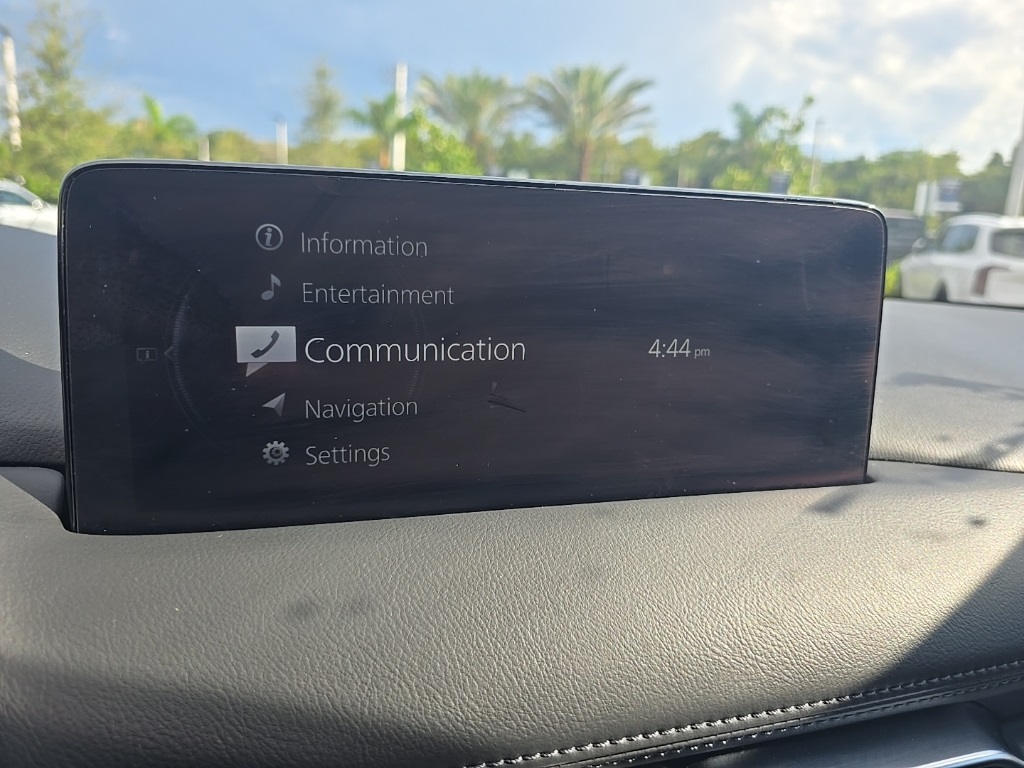 Information
Entertainment
Communication
4:44 pm
Navigation
Settings